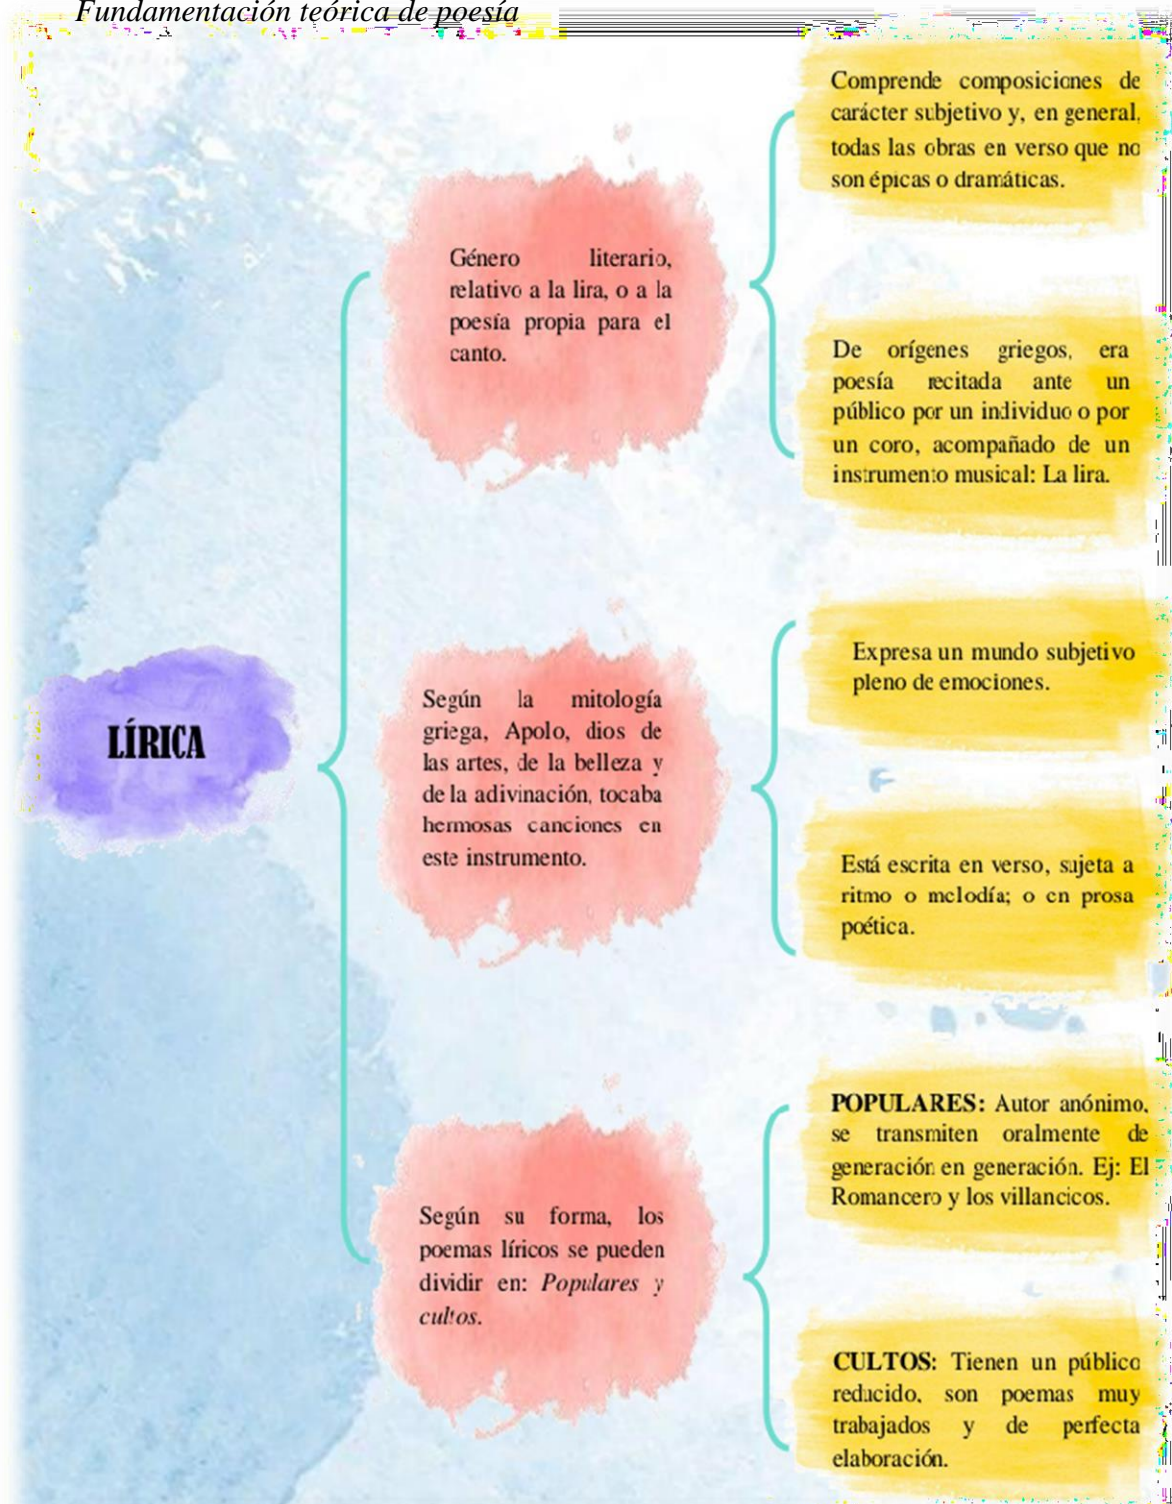 Fundamentación teórica de poesía
Comprende composiciones de
carácter subjetivo y, en general,
todas las obras en verso que no
son épicas o dramáticas.
Género literario,
relativo a la lira, o a la
poesía propia para el
canto.
De orígenes griegos, era
poesía recitada ante un
público por un individuo o por
un coro, acompañado de un
instrumento musical: La lira.
LÍRICA
Según la mitología
griega, Apolo, dios de
las artes, de la belleza y
de la adivinación, tocaba
hermosas canciones en
este instrumento.
Expresa un mundo subjetivo
pleno de emociones.
Está escrita en verso, sujeta a
ritmo o melodía; o en prosa
poética.
Según su forma, los
poemas líricos se pueden
dividir en: Populares y
cultos.
POPULARES: Autor anónimo,
se transmiten oralmente de
generación en generación. Ej: El
Romancero y los villancicos.
CULTOS: Tienen un público
reducido, son poemas muy
trabajados y de perfecta
elaboración.